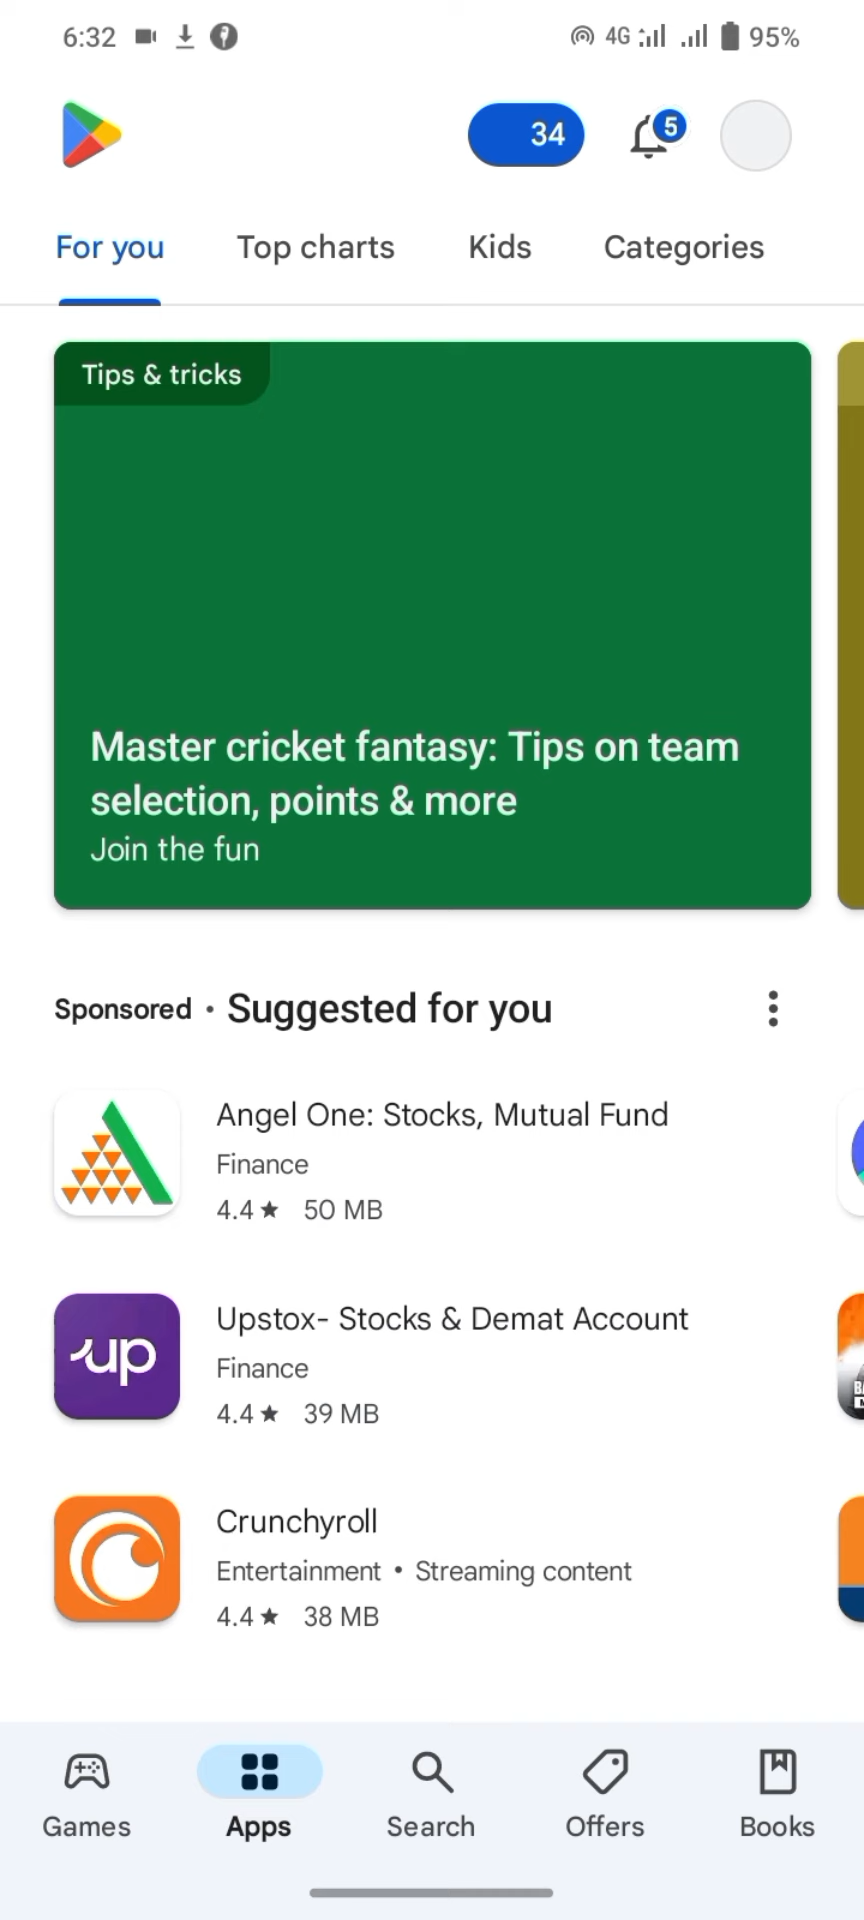 6:32 4G 95%
34 5
For you Top charts Kids Categories
Tips & tricks
Master cricket fantasy: Tips on team
selection, points & more
Join the fun
Sponsored • Suggested for you
Angel One: Stocks, Mutual Fund
Finance
4.4★ 50 MB
up
Upstox- Stocks & Demat Account
Finance
4.4★ 39 MB
Crunchyroll
Entertainment • Streaming content
4.4★ 38 MB
Games Apps Search Offers Books